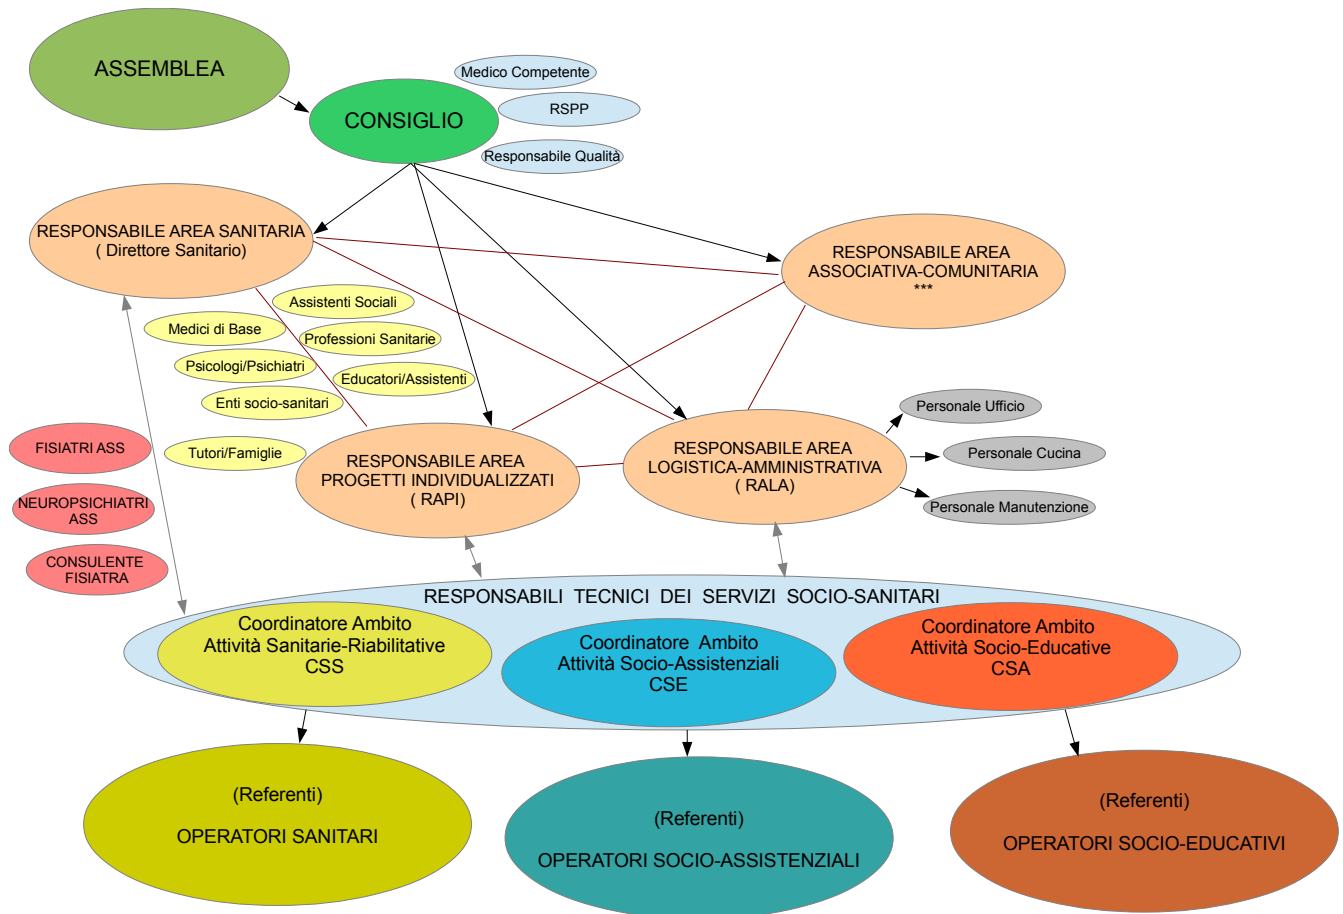 ASSEMBLEA
Medico Competente
RSPP
CONSIGLIO
Responsabile Qualità
RESPONSABILE AREA SANITARIA
( Direttore Sanitario)
RESPONSABILE AREA
ASSOCIATIVA-COMUNITARIA
***
Assistenti Sociali
Medici di Base
Professioni Sanitarie
Psicologi/Psichiatri
Educatori/Assistenti
Enti socio-sanitari
Tutori/Famiglie
FISIATRI ASS
NEUROPSICHIATRI
ASS
CONSULENTE
FISIATRA
RESPONSABILE AREA
PROGETTI INDIVIDUALIZZATI
( RAPI)
RESPONSABILE AREA
LOGISTICA-AMMINISTRATIVA
( RALA)
Personale Ufficio
Personale Cucina
Personale Manutenzione
RESPONSABILI TECNICI DEI SERVIZI SOCIO-SANITARI
Coordinatore Ambito
Attività Sanitarie-Riabilitative
CSS
Coordinatore Ambito
Attività Socio-Assistenziali
CSE
Coordinatore Ambito
Attività Socio-Educative
CSA
(Referenti)
OPERATORI SANITARI
(Referenti)
OPERATORI SOCIO-ASSISTENZIALI
(Referenti)
OPERATORI SOCIO-EDUCATIVI